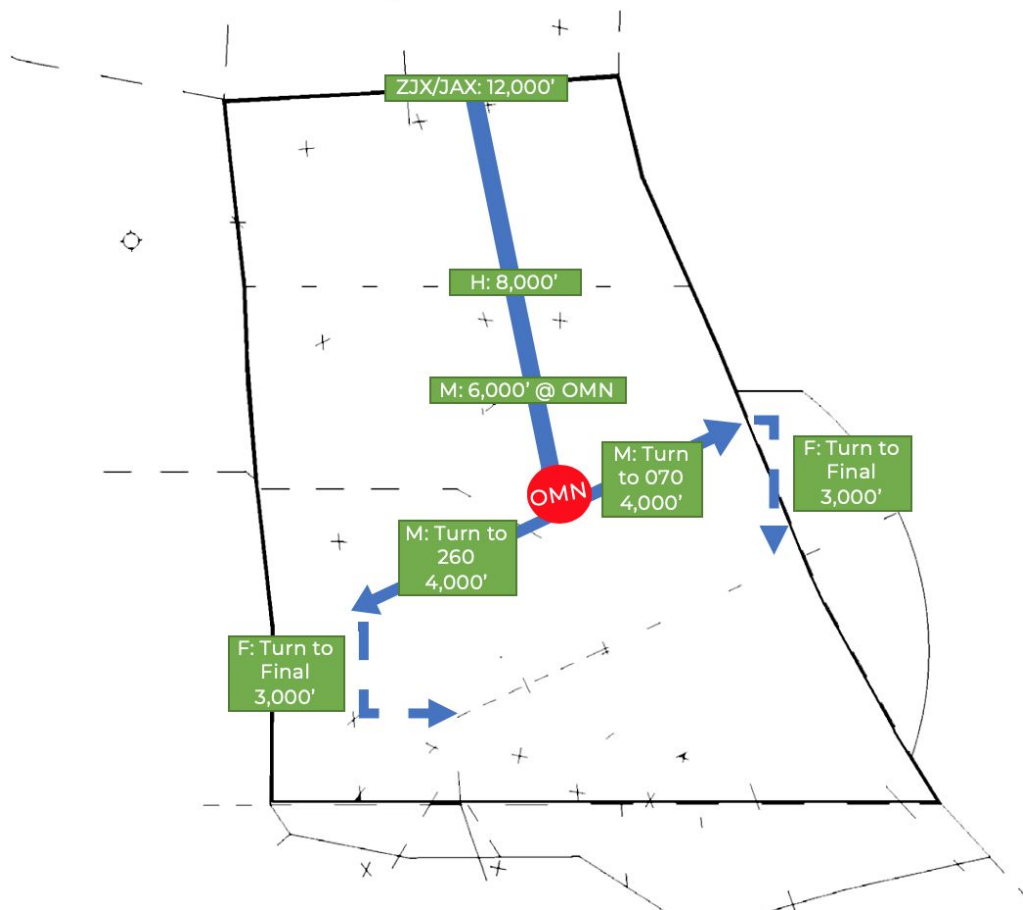 ZJX/JAX: 12,000’
H: 8,000’
M: 6,000’ @ OMN
M: Turn
to 070
4,000’
F: Turn to
Final
3,000’
OMN
M: Turn to
260
4,000’
F: Turn to
Final
3,000’